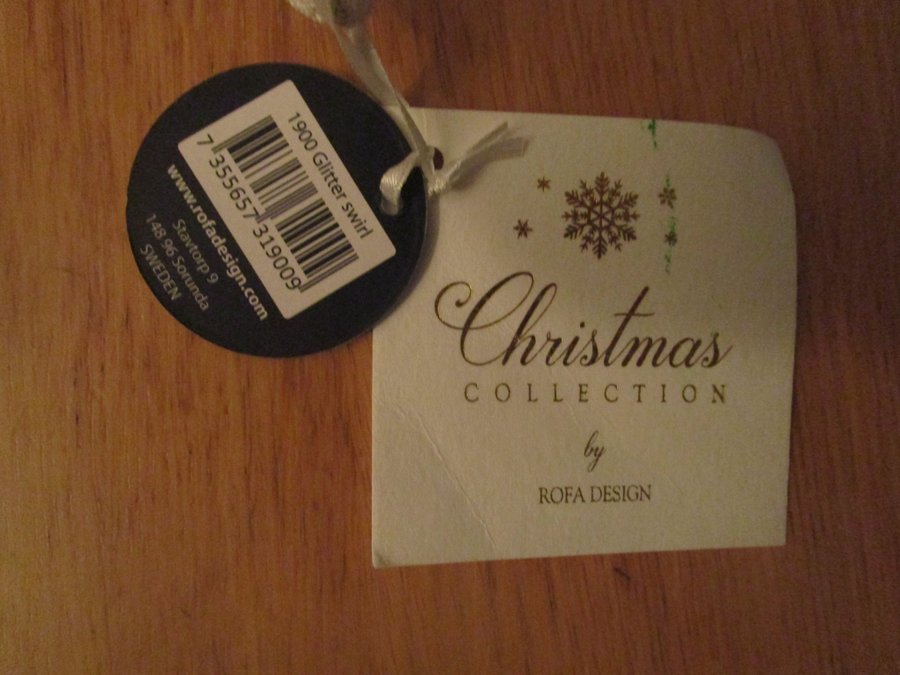 1900 Glitter swirl
7 355657 319009
www.rofadesign.com
Stavtorp 9
148 96 Sorunda
SWEDEN
Christmas
COLLECTION
by
ROFA DESIGN